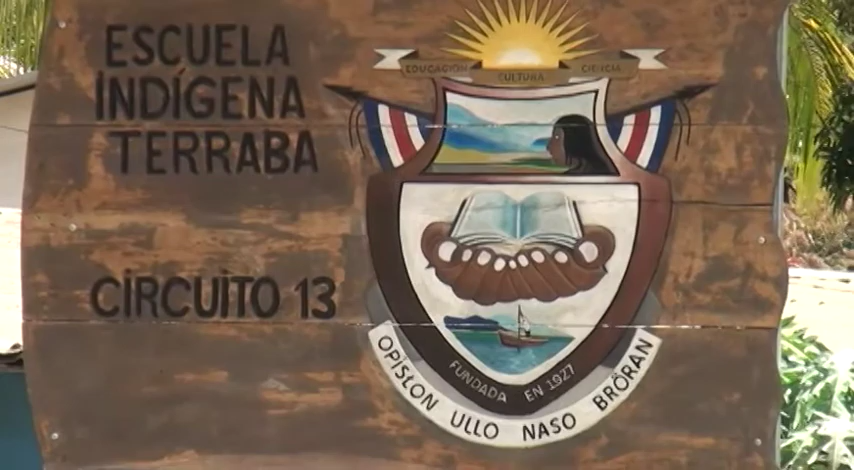 ESCUELA
INDÍGENA
TERRABA
CIRCUITO 13
EDUCACIÓN CULTURA CIENCIA
FUNDADA EN 1927
OPISLON ULLO NASO BRÖRAN